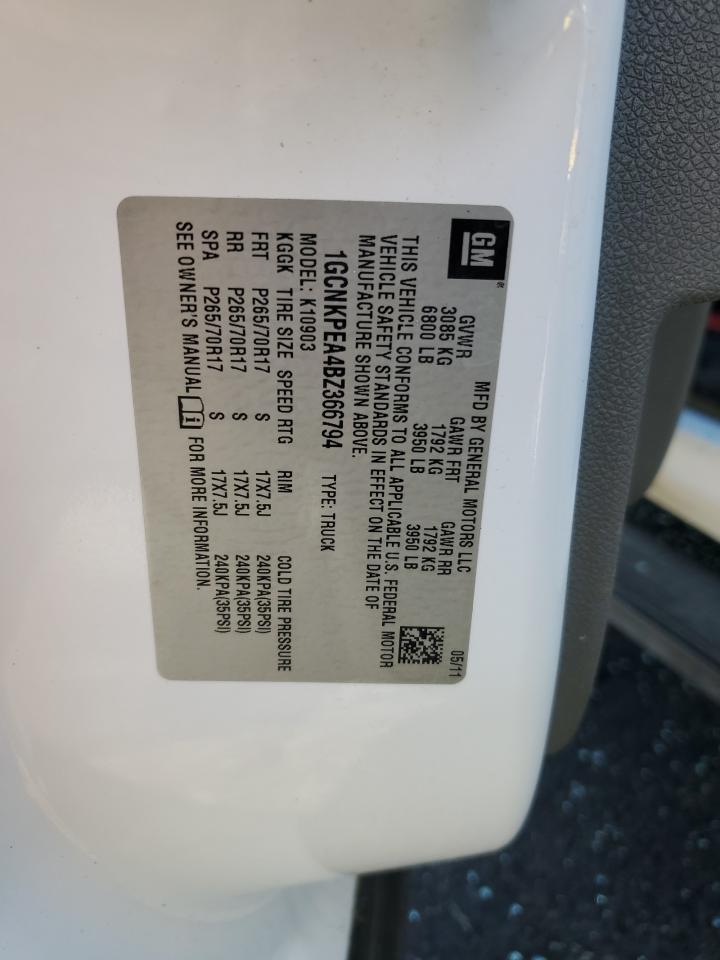 GM ®
MFD BY GENERAL MOTORS LLC 05/11
GVWR GAWR FRT GAWR RR
3085 KG 1792 KG 1792 KG
6800 LB 3950 LB 3950 LB
THIS VEHICLE CONFORMS TO ALL APPLICABLE U.S. FEDERAL MOTOR
VEHICLE SAFETY STANDARDS IN EFFECT ON THE DATE OF
MANUFACTURE SHOWN ABOVE.
1GCNKPEA4BZ366794 TYPE: TRUCK
MODEL: K10903
KGGK TIRE SIZE SPEED RTG RIM COLD TIRE PRESSURE
FRT P265/70R17 S 17X7.5J 240KPA(35PSI)
RR P265/70R17 S 17X7.5J 240KPA(35PSI)
SPA P265/70R17 S 17X7.5J 240KPA(35PSI)
SEE OWNER'S MANUAL i FOR MORE INFORMATION.